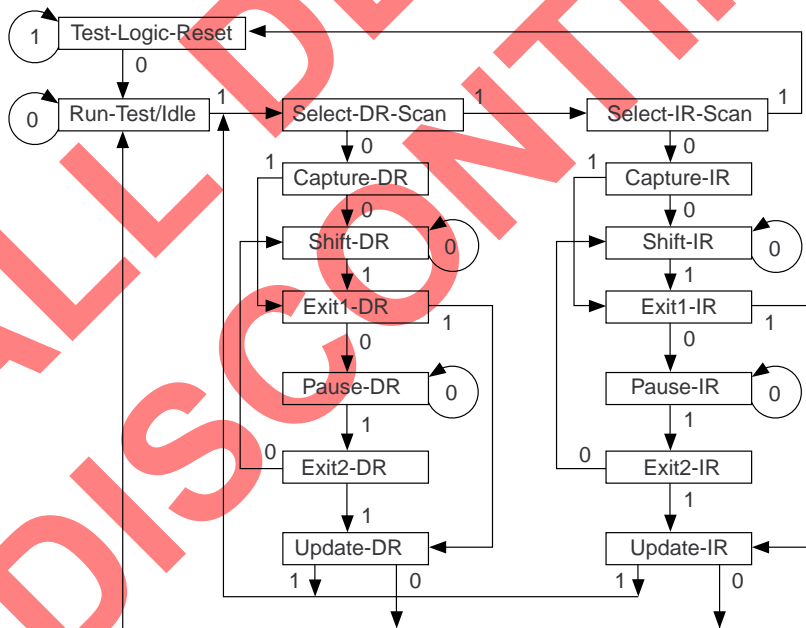 Test-Logic-Reset
1
0
Run-Test/Idle
0
1
Select-DR-Scan
1
Select-IR-Scan
1
0
0
1
Capture-DR
1
Capture-IR
0
0
Shift-DR
0
Shift-IR
0
1
1
Exit1-DR
1
Exit1-IR
1
0
0
Pause-DR
0
Pause-IR
0
1
1
0
Exit2-DR
0
Exit2-IR
1
1
Update-DR
Update-IR
1
0
1
0
ALL D
DISCONTIN